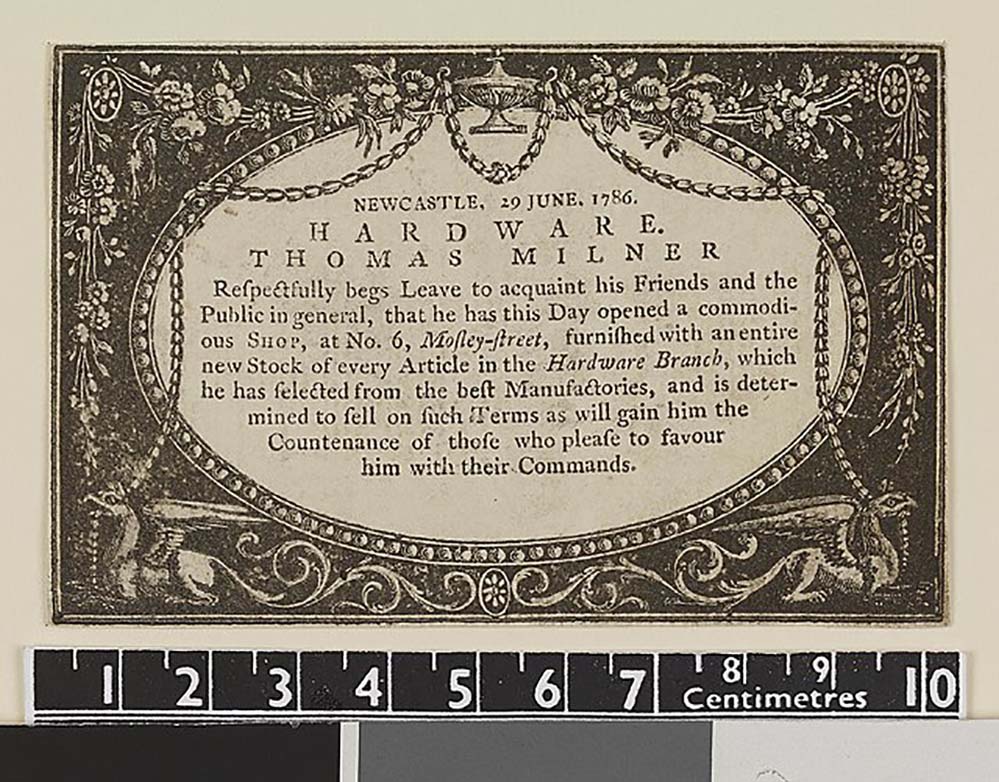 NEWCASTLE, 29 JUNE, 1786.
HARDWARE.
THOMAS MILNER
Reſpectfully begs Leave to acquaint his Friends and the
Public in general, that he has this Day opened a commodi-
ous SHOP, at No. 6, Moſley-ſtreet, furniſhed with an entire
new Stock of every Article in the Hardware Branch, which
he has ſelected from the beſt Manufactories, and is deter-
mined to ſell on ſuch Terms as will gain him the
Countenance of thoſe who pleaſe to favour
him with their Commands.
1 2 3 4 5 6 7 8 9 10
Centimetres